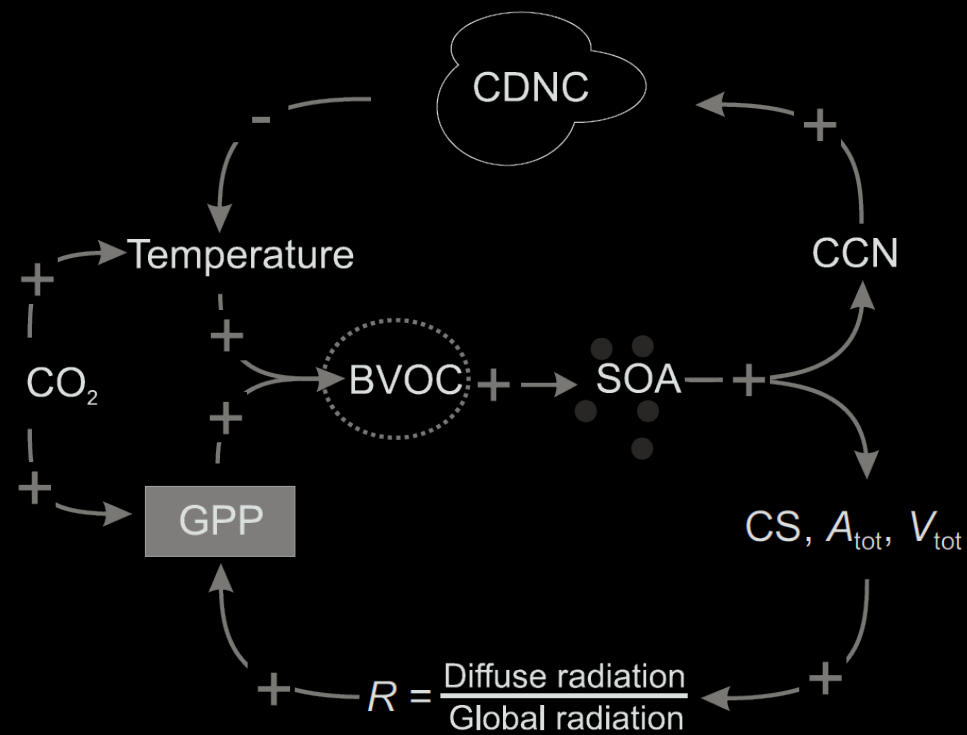 CDNC
-
+
Temperature
CCN
+
+
CO₂
BVOC + SOA +
+
+
GPP
CS, Aₜₒₜ, Vₜₒₜ
+
+
R = Diffuse radiation
Global radiation